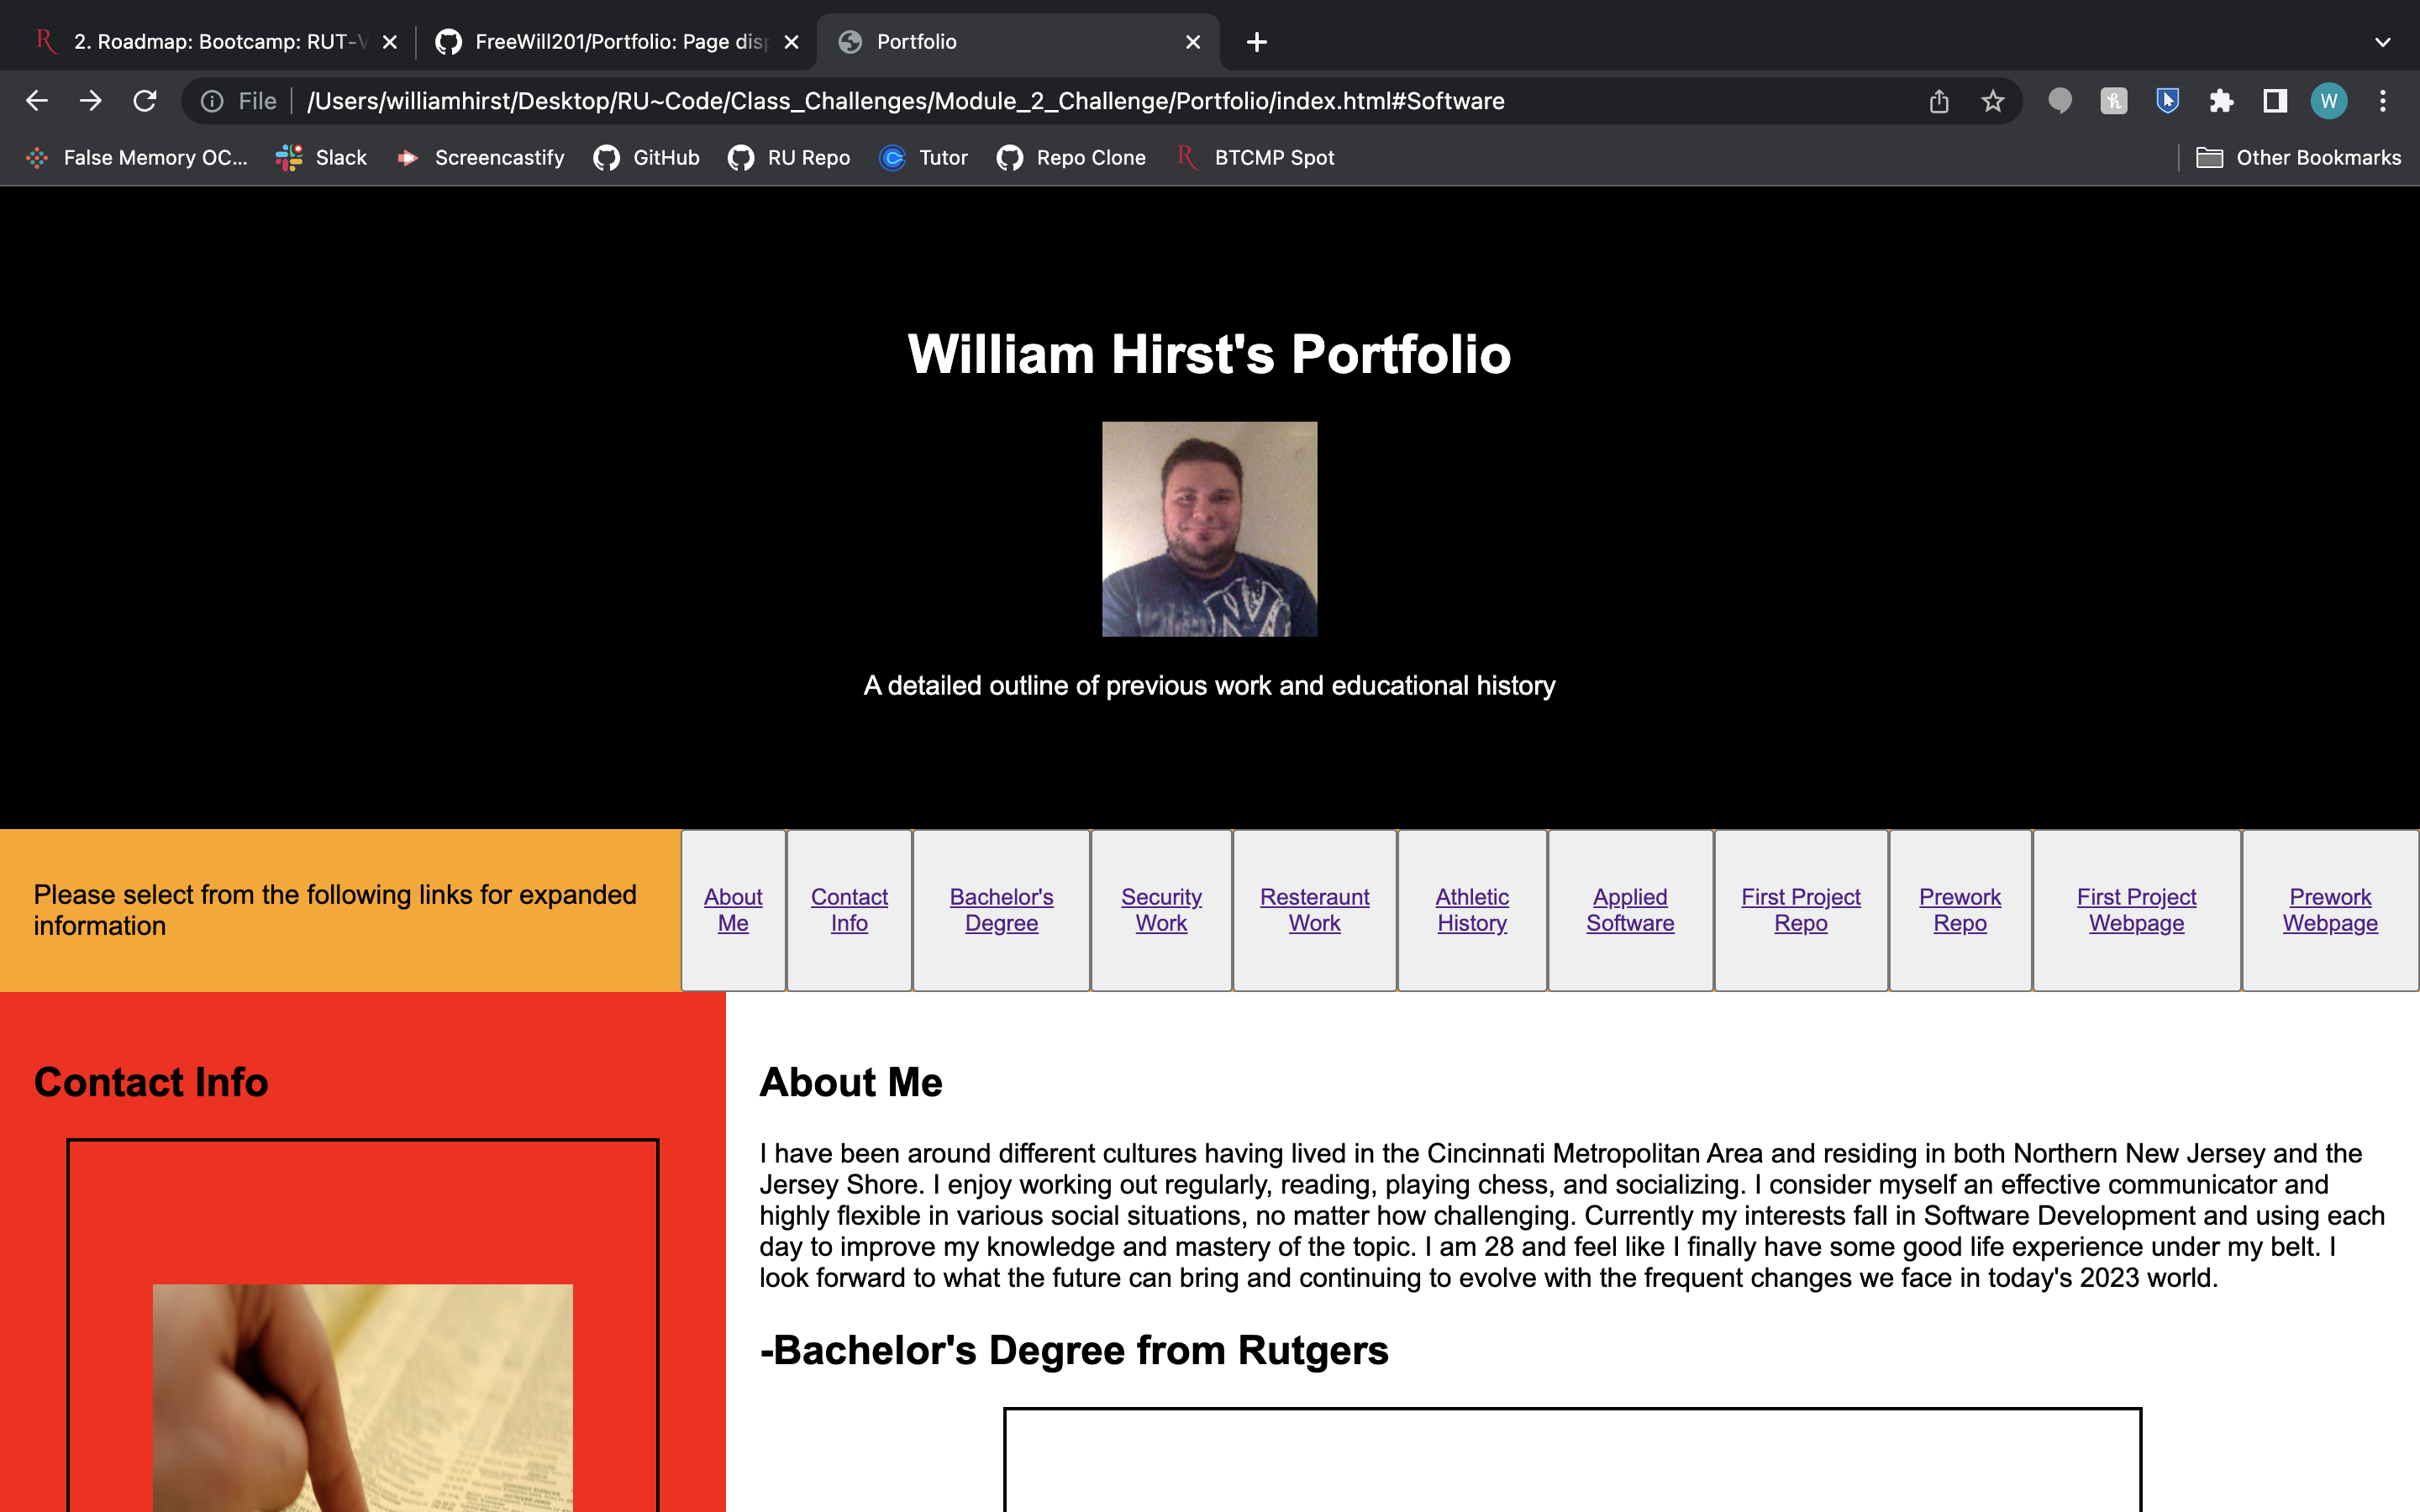 2. Roadmap: Bootcamp: RUT-V
FreeWill201/Portfolio: Page disp
Portfolio
File | /Users/williamhirst/Desktop/RU~Code/Class_Challenges/Module_2_Challenge/Portfolio/index.html#Software
W
False Memory OC... Slack Screencastify GitHub RU Repo Tutor Repo Clone BTCMP Spot Other Bookmarks
William Hirst's Portfolio
A detailed outline of previous work and educational history
Please select from the following links for expanded
information
About
Me
Contact
Info
Bachelor's
Degree
Security
Work
Resteraunt
Work
Athletic
History
Applied
Software
First Project
Repo
Prework
Repo
First Project
Webpage
Prework
Webpage
Contact Info
About Me
I have been around different cultures having lived in the Cincinnati Metropolitan Area and residing in both Northern New Jersey and the
Jersey Shore. I enjoy working out regularly, reading, playing chess, and socializing. I consider myself an effective communicator and
highly flexible in various social situations, no matter how challenging. Currently my interests fall in Software Development and using each
day to improve my knowledge and mastery of the topic. I am 28 and feel like I finally have some good life experience under my belt. I
look forward to what the future can bring and continuing to evolve with the frequent changes we face in today's 2023 world.
-Bachelor's Degree from Rutgers